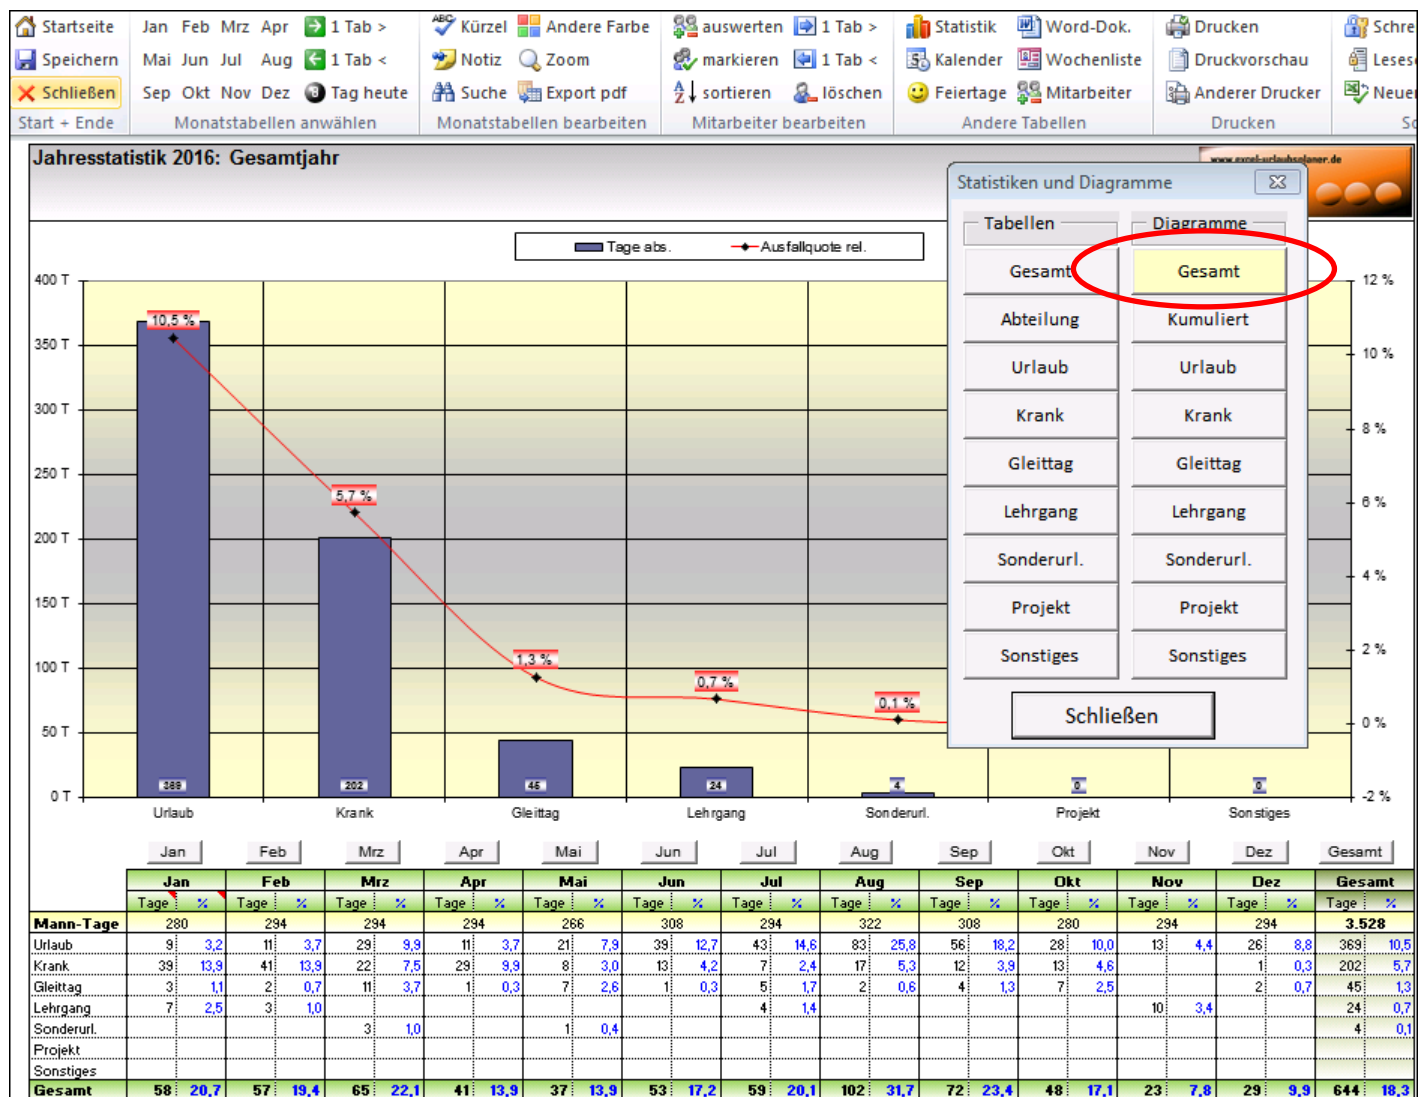 Startseite Jan Feb Mrz Apr 1 Tab > ABC Kürzel Andere Farbe auswerten 1 Tab > Statistik Word-Dok. Drucken Schre
Speichern Mai Jun Jul Aug 1 Tab < Notiz Zoom markieren 1 Tab < Kalender Wochenliste Druckvorschau Leses
Schließen Sep Okt Nov Dez Tag heute Suche Export pdf sortieren löschen Feiertage Mitarbeiter Anderer Drucker Neuer
Start + Ende Monatstabellen anwählen Monatstabellen bearbeiten Mitarbeiter bearbeiten Andere Tabellen Drucken Sc
Jahresstatistik 2016: Gesamtjahr
www.excel-urlaubsplaner.de
Statistiken und Diagramme
Tabellen Diagramme
Gesamt Gesamt
Abteilung Kumuliert
Urlaub Urlaub
Krank Krank
Gleittag Gleittag
Lehrgang Lehrgang
Sonderurl. Sonderurl.
Projekt Projekt
Sonstiges Sonstiges
Schließen
Tage abs. Ausfallquote rel.
400 T 12 %
350 T 10 %
300 T 8 %
250 T 6 %
200 T 4 %
150 T 2 %
100 T 0 %
50 T -2 %
0 T
10,5 % 5,7 % 1,3 % 0,7 % 0,1 %
369 202 45 24 4 0 0
Urlaub Krank Gleittag Lehrgang Sonderurl. Projekt Sonstiges
Jan Feb Mrz Apr Mai Jun Jul Aug Sep Okt Nov Dez Gesamt
Jan Feb Mrz Apr Mai Jun Jul Aug Sep Okt Nov Dez Gesamt
Tage % Tage % Tage % Tage % Tage % Tage % Tage % Tage % Tage % Tage % Tage % Tage % Tage %
Mann-Tage 280 294 294 294 266 308 294 322 308 280 294 294 3.528
Urlaub 9 3,2 11 3,7 29 9,9 11 3,7 21 7,9 39 12,7 43 14,6 83 25,8 56 18,2 28 10,0 13 4,4 26 8,8 369 10,5
Krank 39 13,9 41 13,9 22 7,5 29 9,9 8 3,0 13 4,2 7 2,4 17 5,3 12 3,9 13 4,6 1 0,3 202 5,7
Gleittag 3 1,1 2 0,7 11 3,7 1 0,3 7 2,6 1 0,3 5 1,7 2 0,6 4 1,3 7 2,5 2 0,7 45 1,3
Lehrgang 7 2,5 3 1,0 4 1,4 10 3,4 24 0,7
Sonderurl. 3 1,0 1 0,4 4 0,1
Projekt
Sonstiges
Gesamt 58 20,7 57 19,4 65 22,1 41 13,9 37 13,9 53 17,2 59 20,1 102 31,7 72 23,4 48 17,1 23 7,8 29 9,9 644 18,3